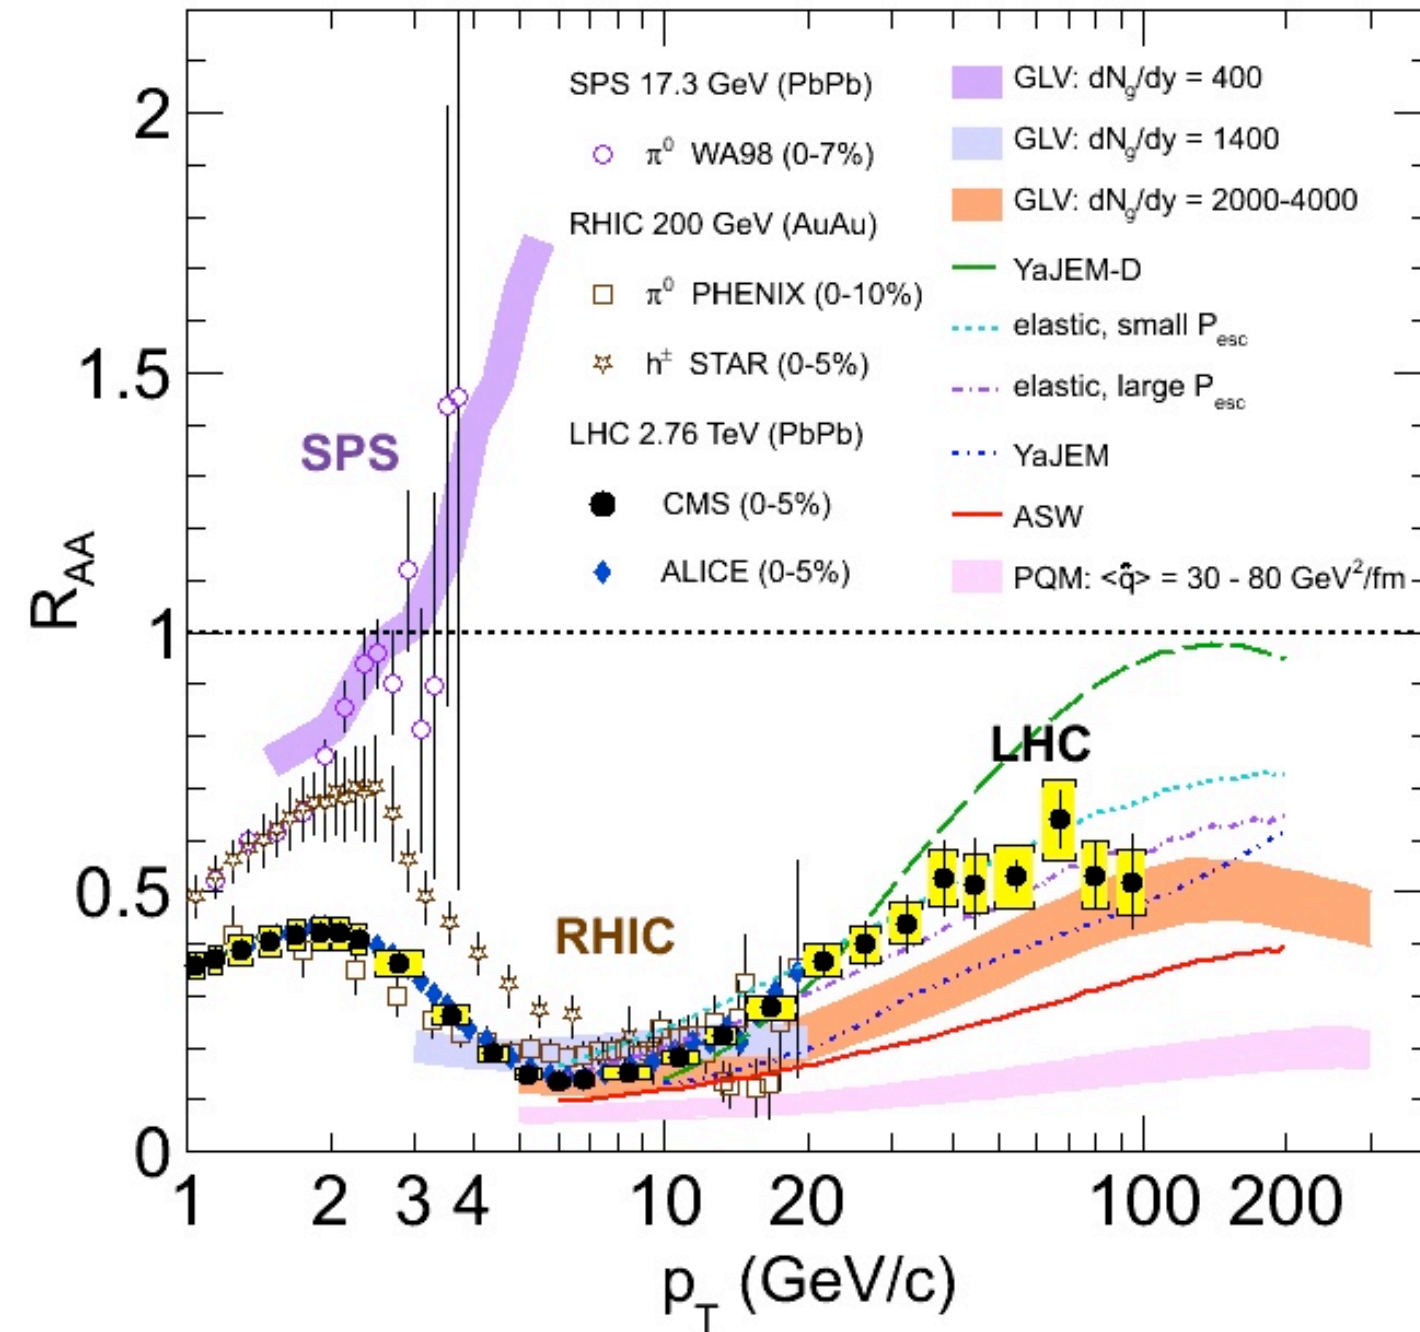 SPS 17.3 GeV (PbPb)
π⁰ WA98 (0-7%)
RHIC 200 GeV (AuAu)
π⁰ PHENIX (0-10%)
h± STAR (0-5%)
LHC 2.76 TeV (PbPb)
CMS (0-5%)
ALICE (0-5%)
GLV: dN_g/dy = 400
GLV: dN_g/dy = 1400
GLV: dN_g/dy = 2000-4000
YaJEM-D
elastic, small P_esc
elastic, large P_esc
YaJEM
ASW
PQM: <q̂> = 30 - 80 GeV²/fm
SPS
RHIC
LHC
R_AA
2
1.5
1
0.5
0
1 2 3 4 10 20 100 200
p_T (GeV/c)